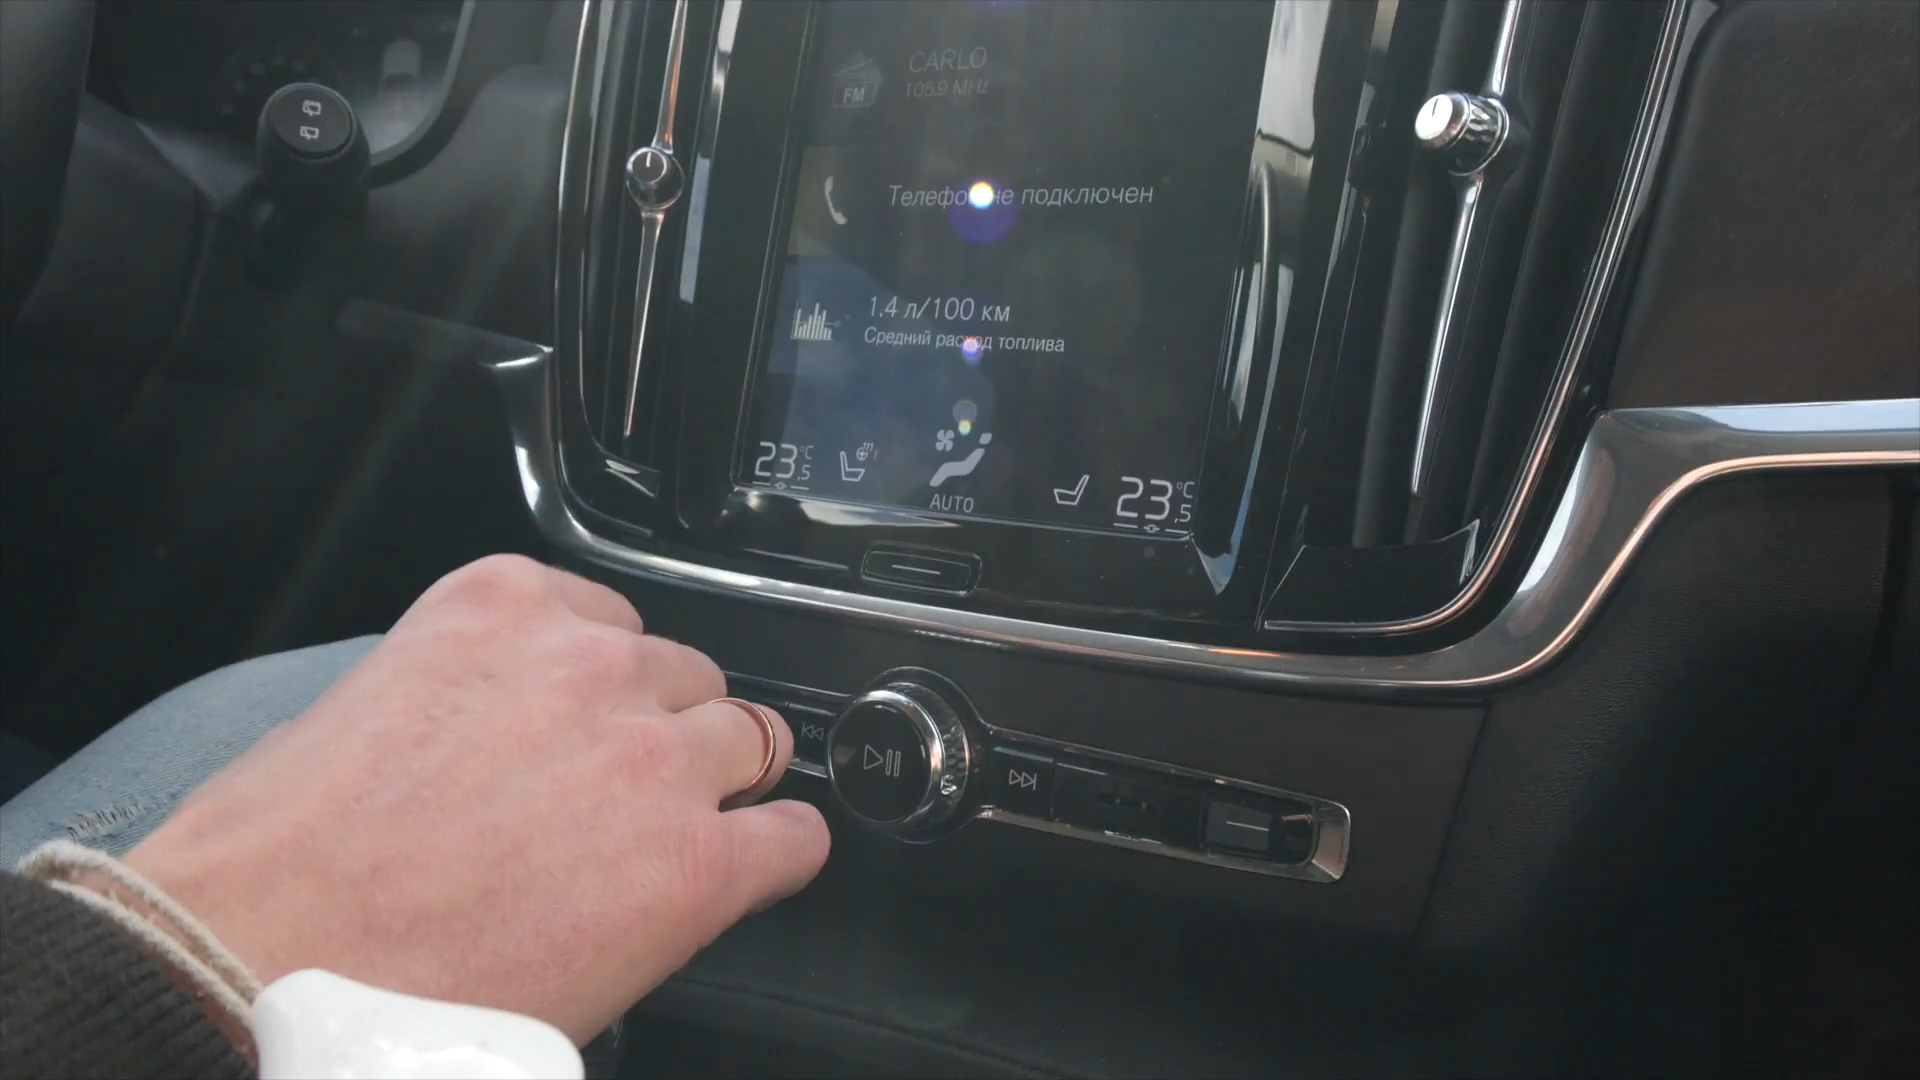 CARLO
105.9 MHz
FM
Телефон не подключен
1.4 л/100 км
Средний расход топлива
23,5 °C
AUTO
23,5 °C